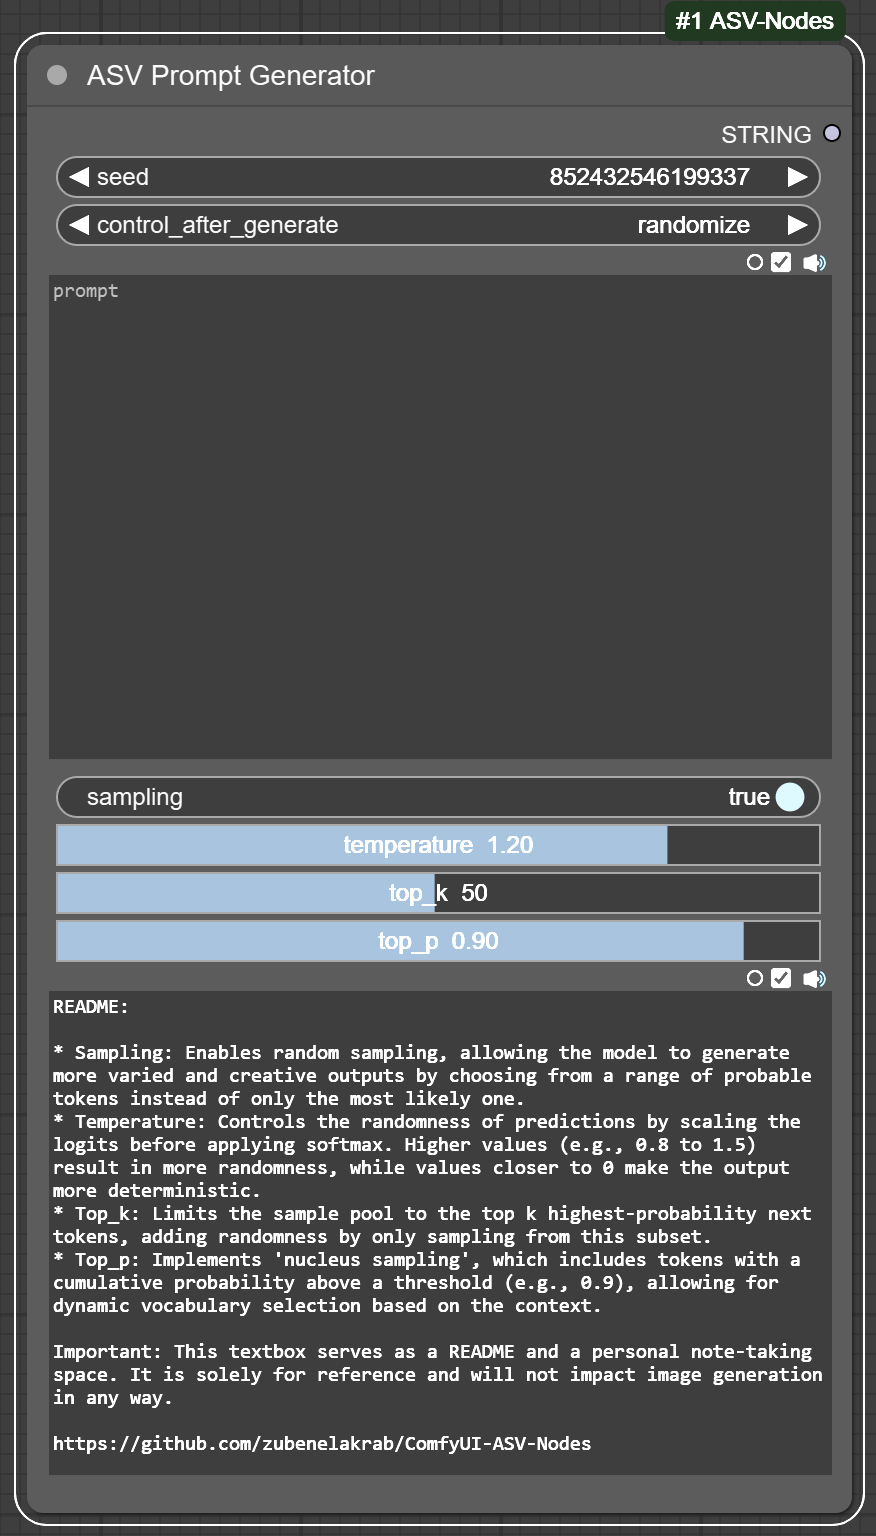 #1 ASV-Nodes
ASV Prompt Generator
STRING
seed 852432546199337
control_after_generate randomize
prompt
sampling true
temperature 1.20
top_k 50
top_p 0.90
README:
* Sampling: Enables random sampling, allowing the model to generate
more varied and creative outputs by choosing from a range of probable
tokens instead of only the most likely one.
* Temperature: Controls the randomness of predictions by scaling the
logits before applying softmax. Higher values (e.g., 0.8 to 1.5)
result in more randomness, while values closer to 0 make the output
more deterministic.
* Top_k: Limits the sample pool to the top k highest-probability next
tokens, adding randomness by only sampling from this subset.
* Top_p: Implements 'nucleus sampling', which includes tokens with a
cumulative probability above a threshold (e.g., 0.9), allowing for
dynamic vocabulary selection based on the context.
Important: This textbox serves as a README and a personal note-taking
space. It is solely for reference and will not impact image generation
in any way.
https://github.com/zubenelakrab/ComfyUI-ASV-Nodes